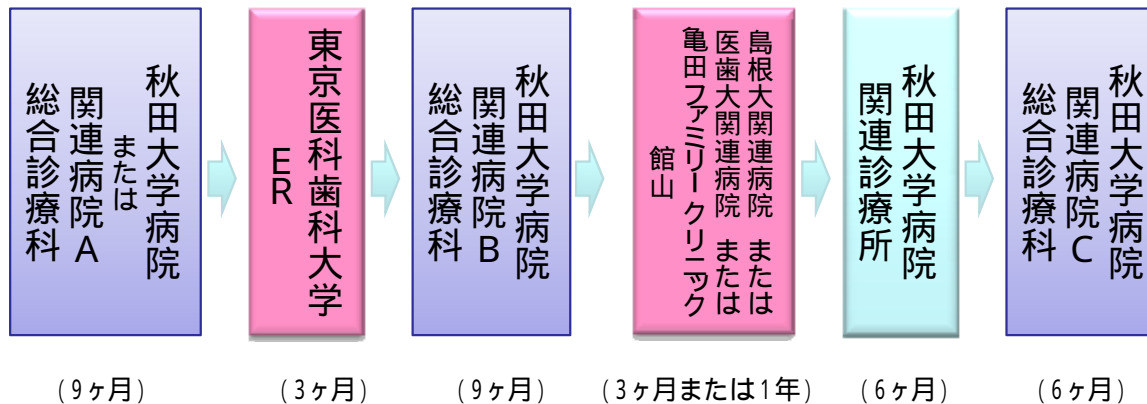 秋田大学病院
または
関連病院A
総合診療科
東京医科歯科大学
ER
秋田大学病院
関連病院B
総合診療科
島根大関連病院 または
医歯大関連病院 または
亀田ファミリークリニック
館山
秋田大学病院
関連診療所
秋田大学病院
関連病院C
総合診療科
(9ヶ月)
(3ヶ月)
(9ヶ月)
(3ヶ月または1年)
(6ヶ月)
(6ヶ月)